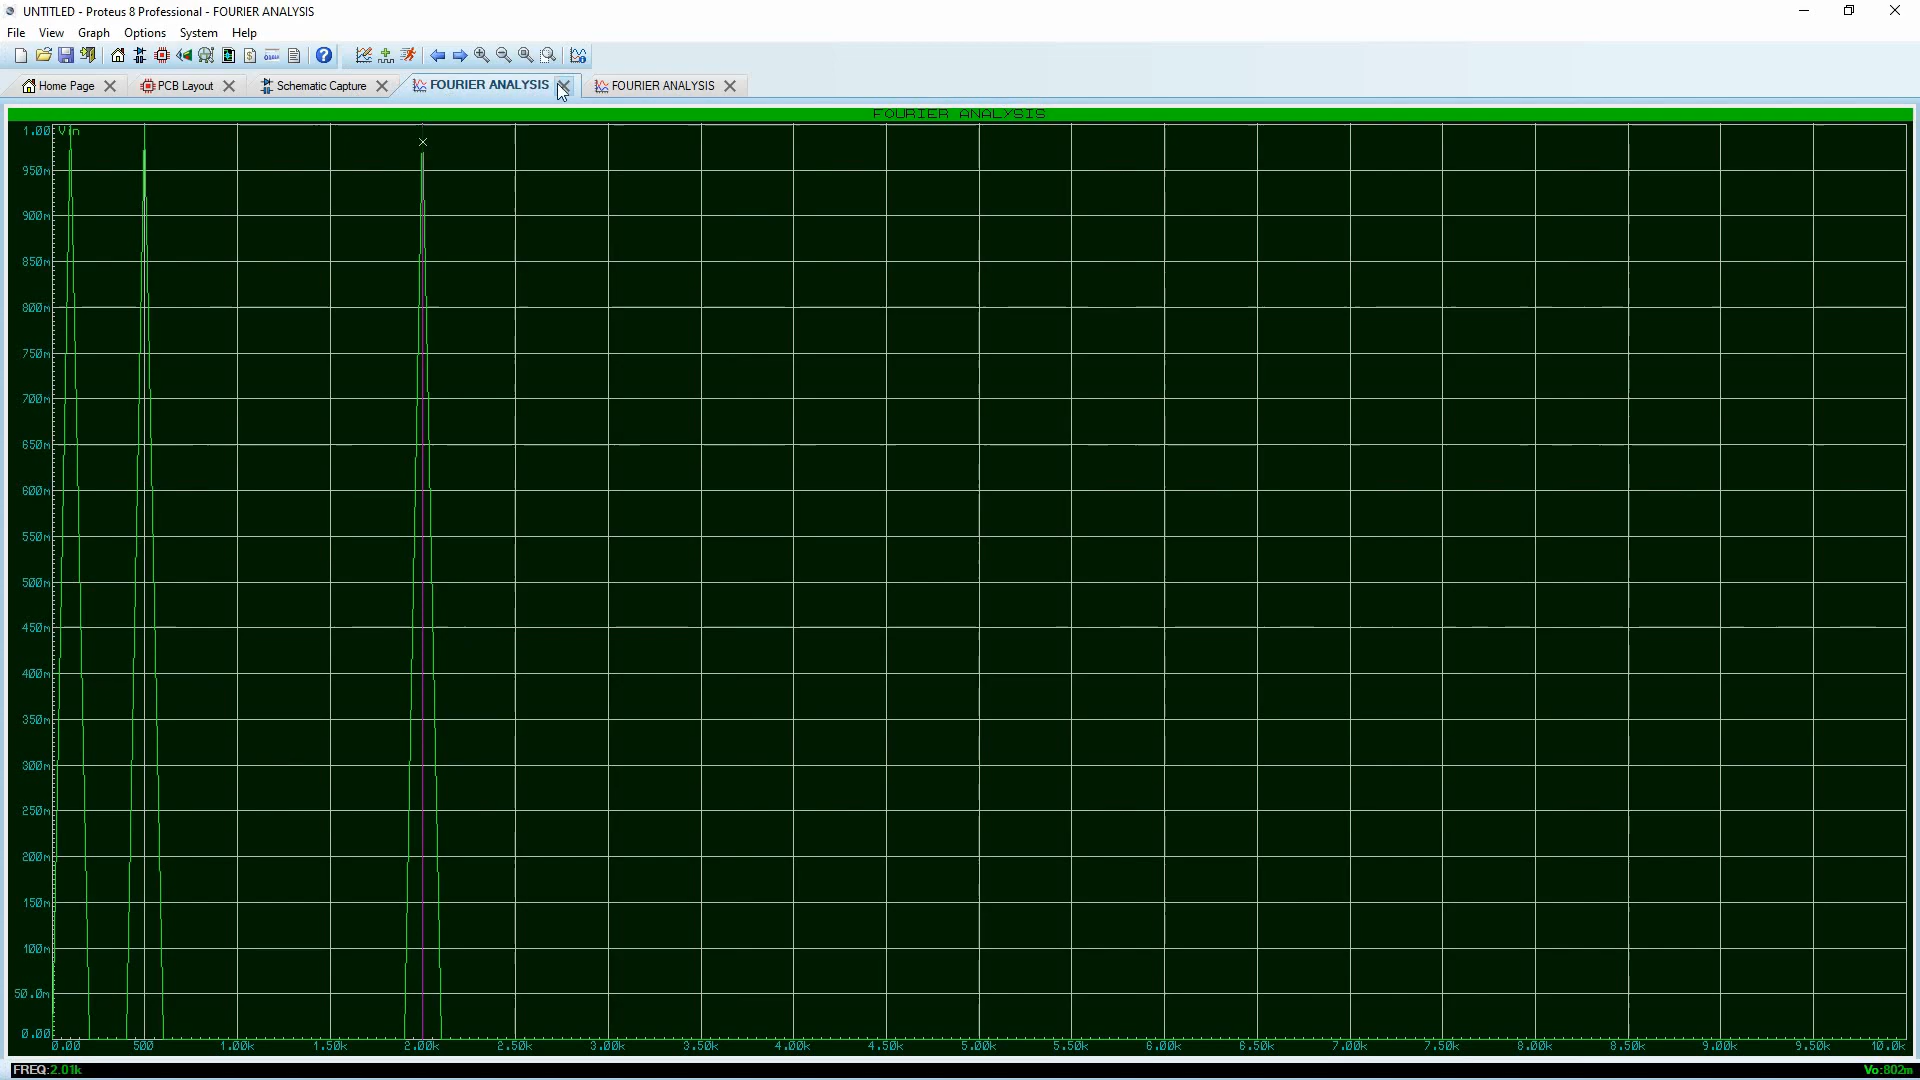 UNTITLED - Proteus 8 Professional - FOURIER ANALYSIS
File View Graph Options System Help
Home Page PCB Layout Schematic Capture FOURIER ANALYSIS FOURIER ANALYSIS
FOURIER ANALYSIS
1.00 Vin
950m
900m
850m
800m
750m
700m
650m
600m
550m
500m
450m
400m
350m
300m
250m
200m
150m
100m
50.0m
0.00
0.00 500 1.00k 1.50k 2.00k 2.50k 3.00k 3.50k 4.00k 4.50k 5.00k 5.50k 6.00k 6.50k 7.00k 7.50k 8.00k 8.50k 9.00k 9.50k 10.0k
FREQ:2.01k Vo:802m